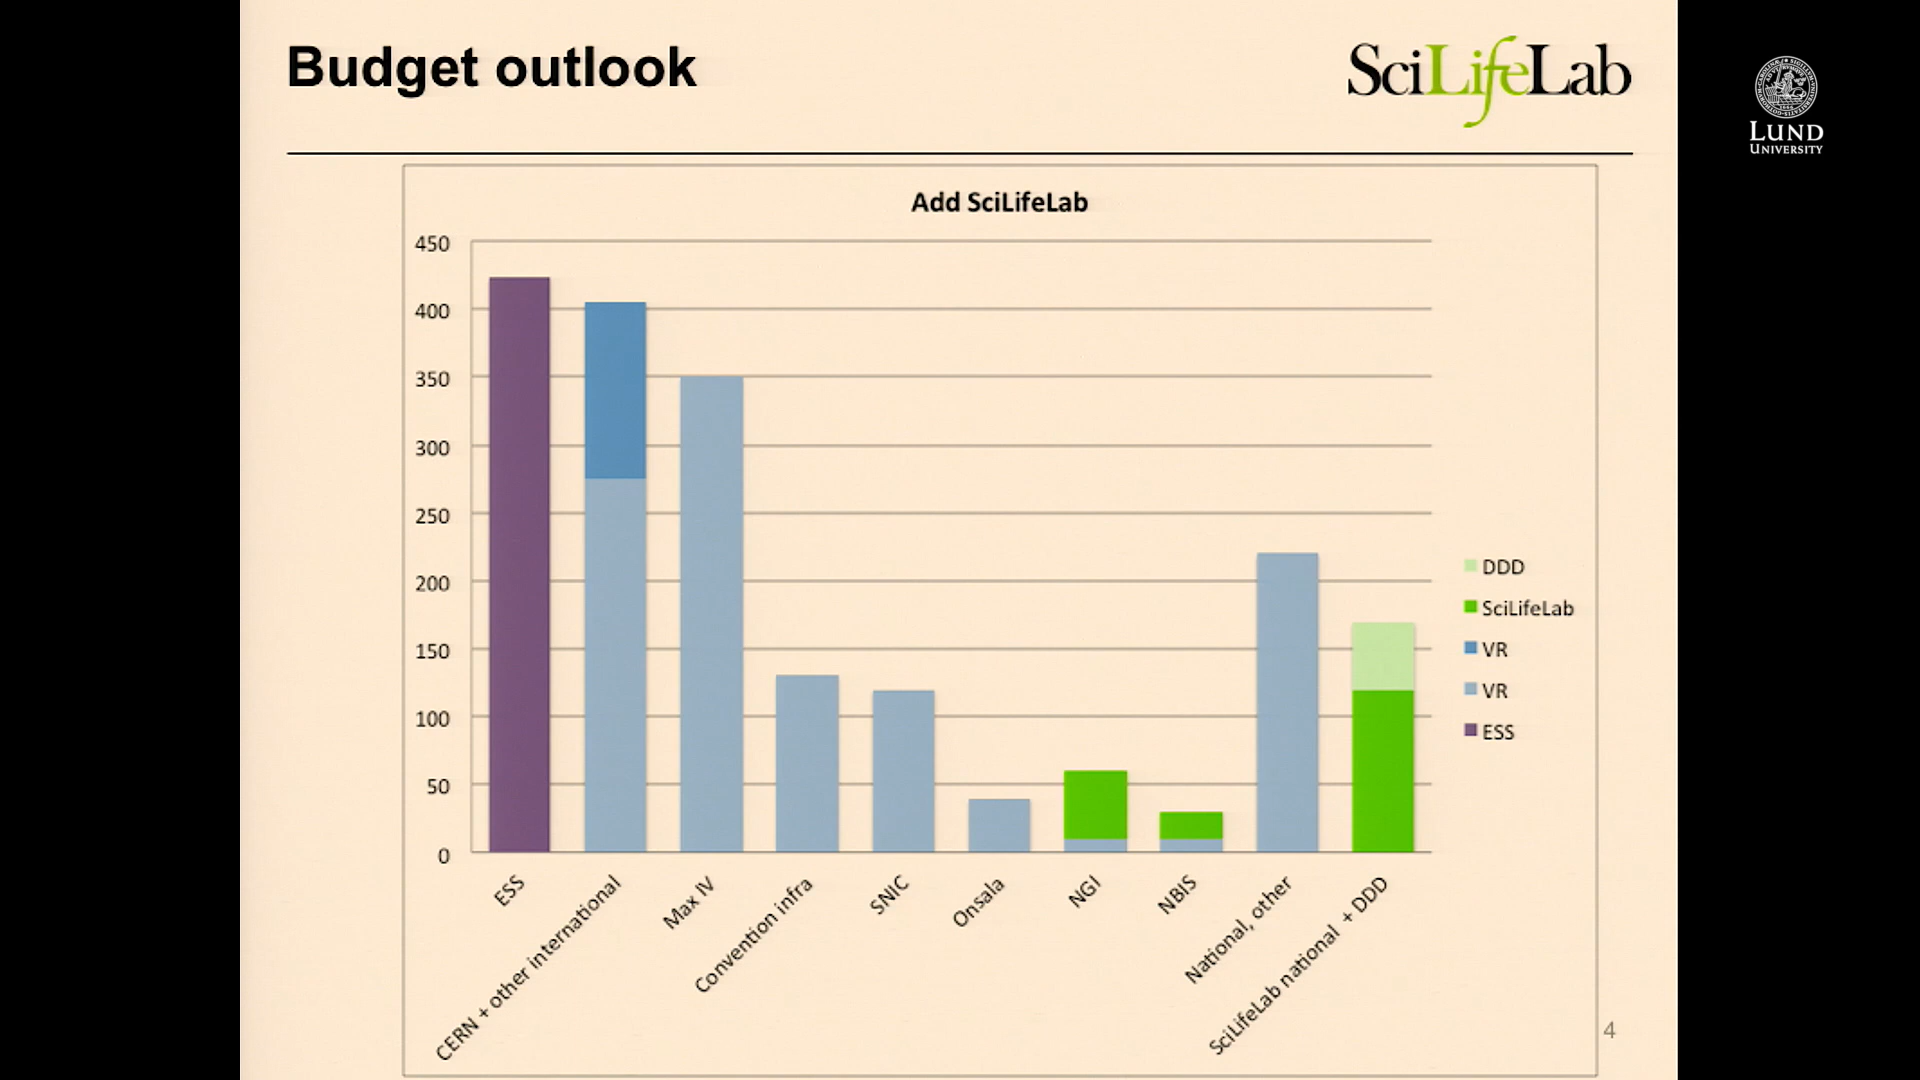 Budget outlook
SciLifeLab
LUND
UNIVERSITY
Add SciLifeLab
450
400
350
300
250
200
150
100
50
0
DDD
SciLifeLab
VR
VR
ESS
ESS
CERN + other international
Max IV
Convention infra
SNIC
Onsala
NGI
NBIS
National, other
SciLifeLab national + DDD
4